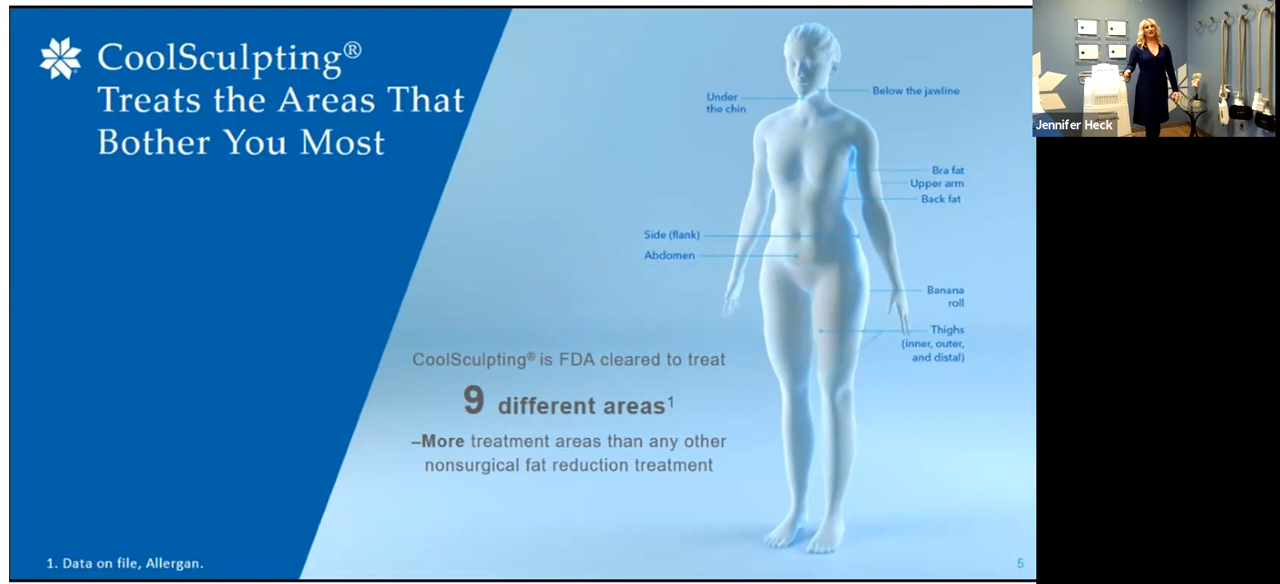 CoolSculpting®
Treats the Areas That
Bother You Most
Under
the chin
Below the jawline
Bra fat
Upper arm
Back fat
Side (flank)
Abdomen
Banana
roll
Thighs
(inner, outer,
and distal)
CoolSculpting® is FDA cleared to treat
9 different areas¹
–More treatment areas than any other
nonsurgical fat reduction treatment
1. Data on file, Allergan.
5
Jennifer Heck